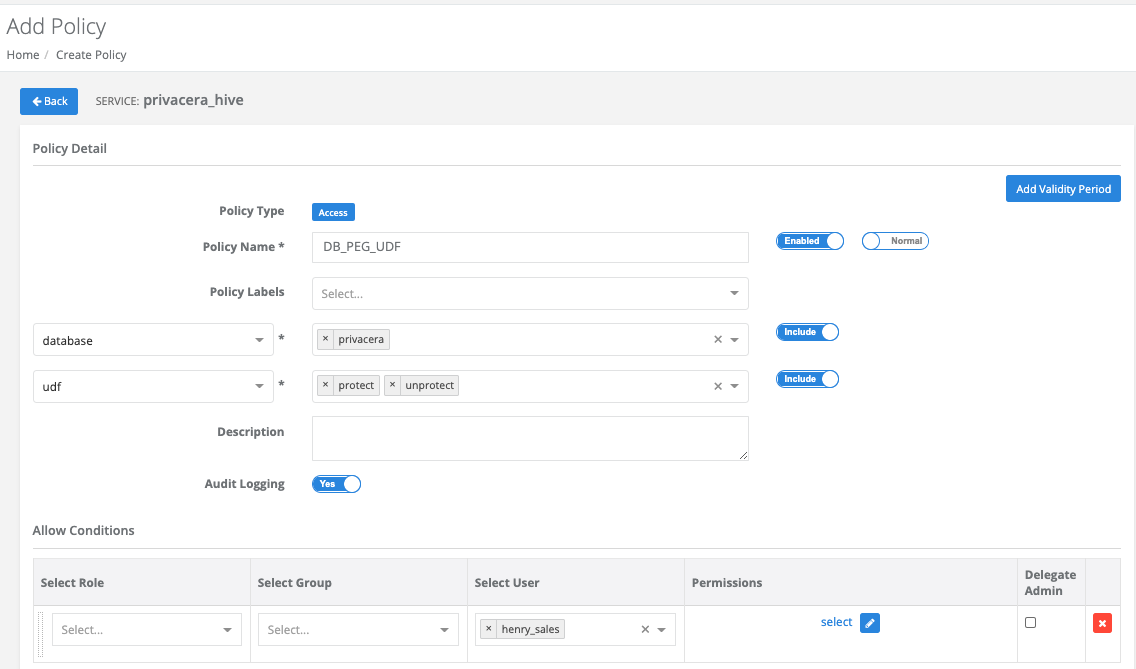 Add Policy
Home / Create Policy
Back SERVICE: privacera_hive
Policy Detail
Add Validity Period
Policy Type Access
Policy Name * DB_PEG_UDF Enabled Normal
Policy Labels Select...
database * × privacera × Include
udf * × protect × unprotect × Include
Description
Audit Logging Yes
Allow Conditions
Select Role Select Group Select User Permissions Delegate Admin
Select... Select... × henry_sales × select